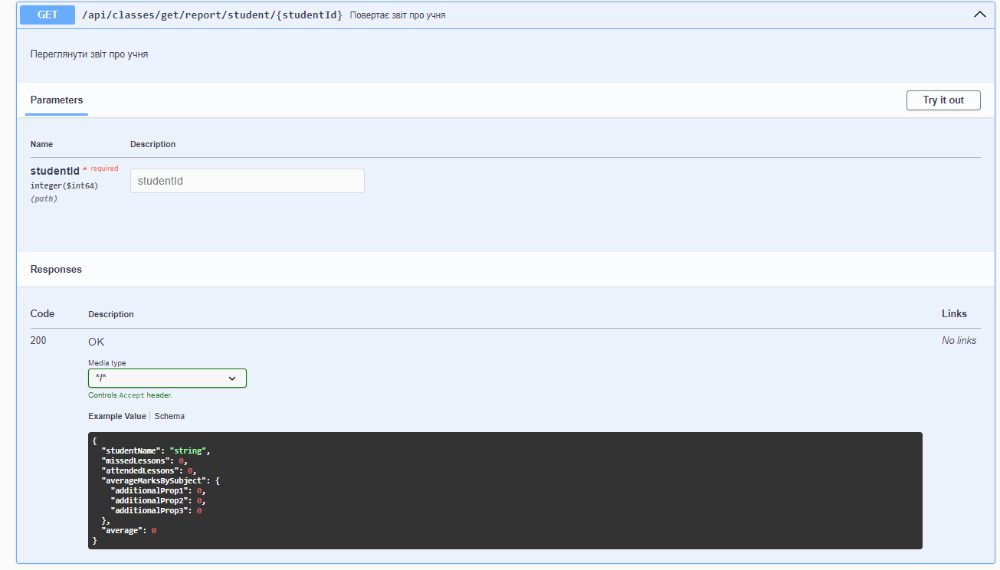 GET /api/classes/get/report/student/{studentId} Повертає звіт про учня
Переглянути звіт про учня
Parameters Try it out
Name Description
studentId * required
integer($int64)
(path)
studentId
Responses
Code Description Links
200 OK No links
Media type
*/*
Controls Accept header.
Example Value Schema
{
  "studentName": "string",
  "missedLessons": 0,
  "attendedLessons": 0,
  "averageMarksBySubject": {
    "additionalProp1": 0,
    "additionalProp2": 0,
    "additionalProp3": 0
  },
  "average": 0
}